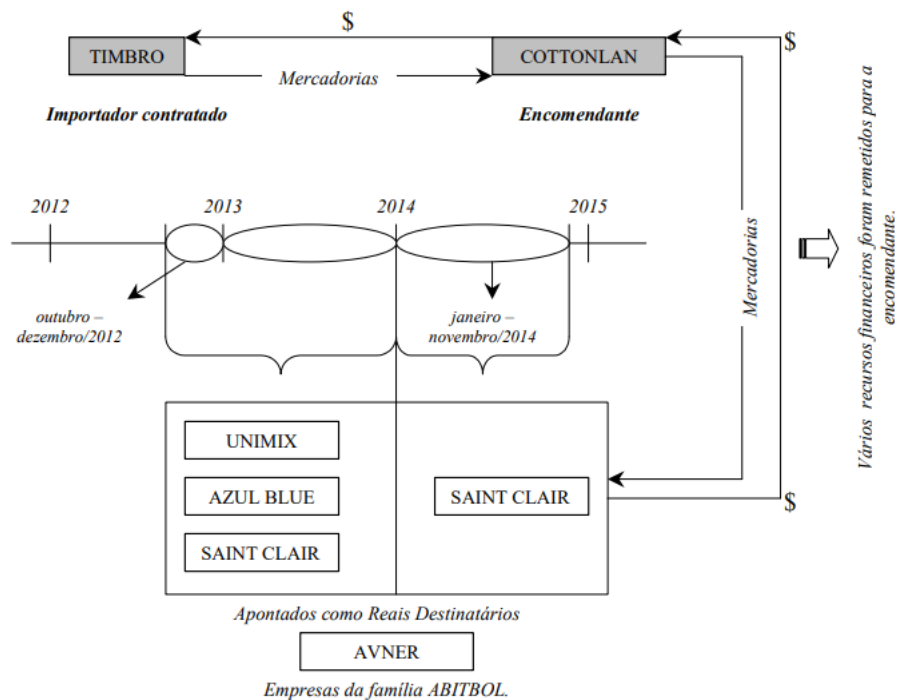 $
$
TIMBRO
COTTONLAN
Mercadorias
Importador contratado
Encomendante
2012
2013
2014
2015
outubro –
dezembro/2012
janeiro –
novembro/2014
Mercadorias
Vários recursos financeiros foram remetidos para a
encomendante.
UNIMIX
AZUL BLUE
SAINT CLAIR
SAINT CLAIR
$
Apontados como Reais Destinatários
AVNER
Empresas da família ABITBOL.